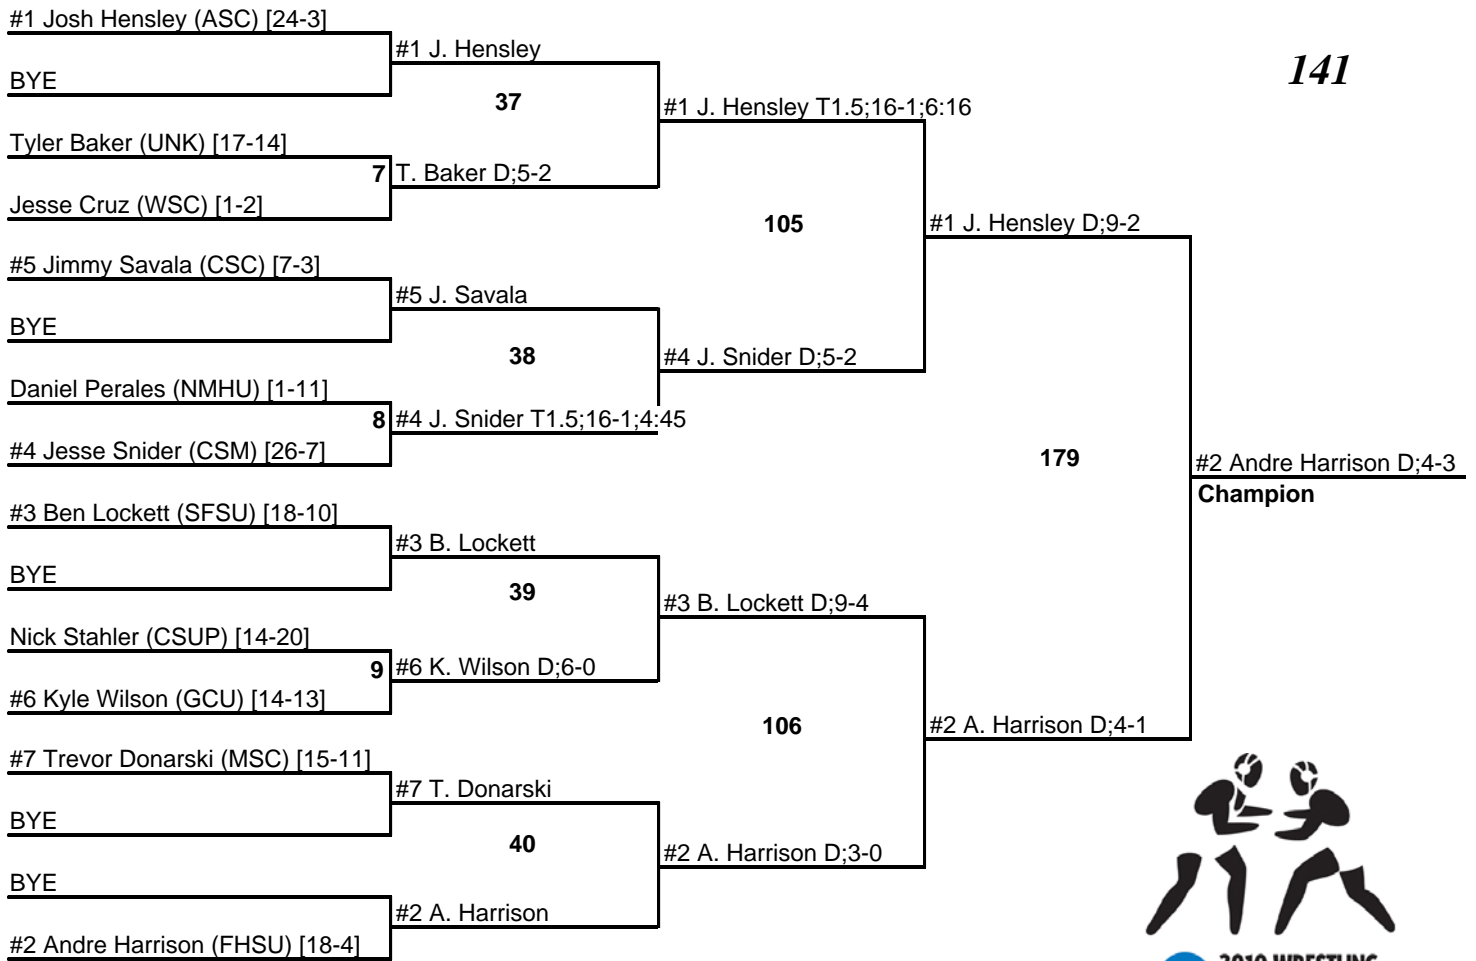 #1 Josh Hensley (ASC) [24-3]
#1 J. Hensley
BYE
141
37
#1 J. Hensley T1.5;16-1;6:16
Tyler Baker (UNK) [17-14]
7 T. Baker D;5-2
Jesse Cruz (WSC) [1-2]
105
#1 J. Hensley D;9-2
#5 Jimmy Savala (CSC) [7-3]
#5 J. Savala
BYE
38
#4 J. Snider D;5-2
Daniel Perales (NMHU) [1-11]
8 #4 J. Snider T1.5;16-1;4:45
#4 Jesse Snider (CSM) [26-7]
179
#2 Andre Harrison D;4-3
Champion
#3 Ben Lockett (SFSU) [18-10]
#3 B. Lockett
BYE
39
#3 B. Lockett D;9-4
Nick Stahler (CSUP) [14-20]
9 #6 K. Wilson D;6-0
#6 Kyle Wilson (GCU) [14-13]
106
#2 A. Harrison D;4-1
#7 Trevor Donarski (MSC) [15-11]
#7 T. Donarski
BYE
40
#2 A. Harrison D;3-0
BYE
#2 A. Harrison
#2 Andre Harrison (FHSU) [18-4]
2010 WRESTLING